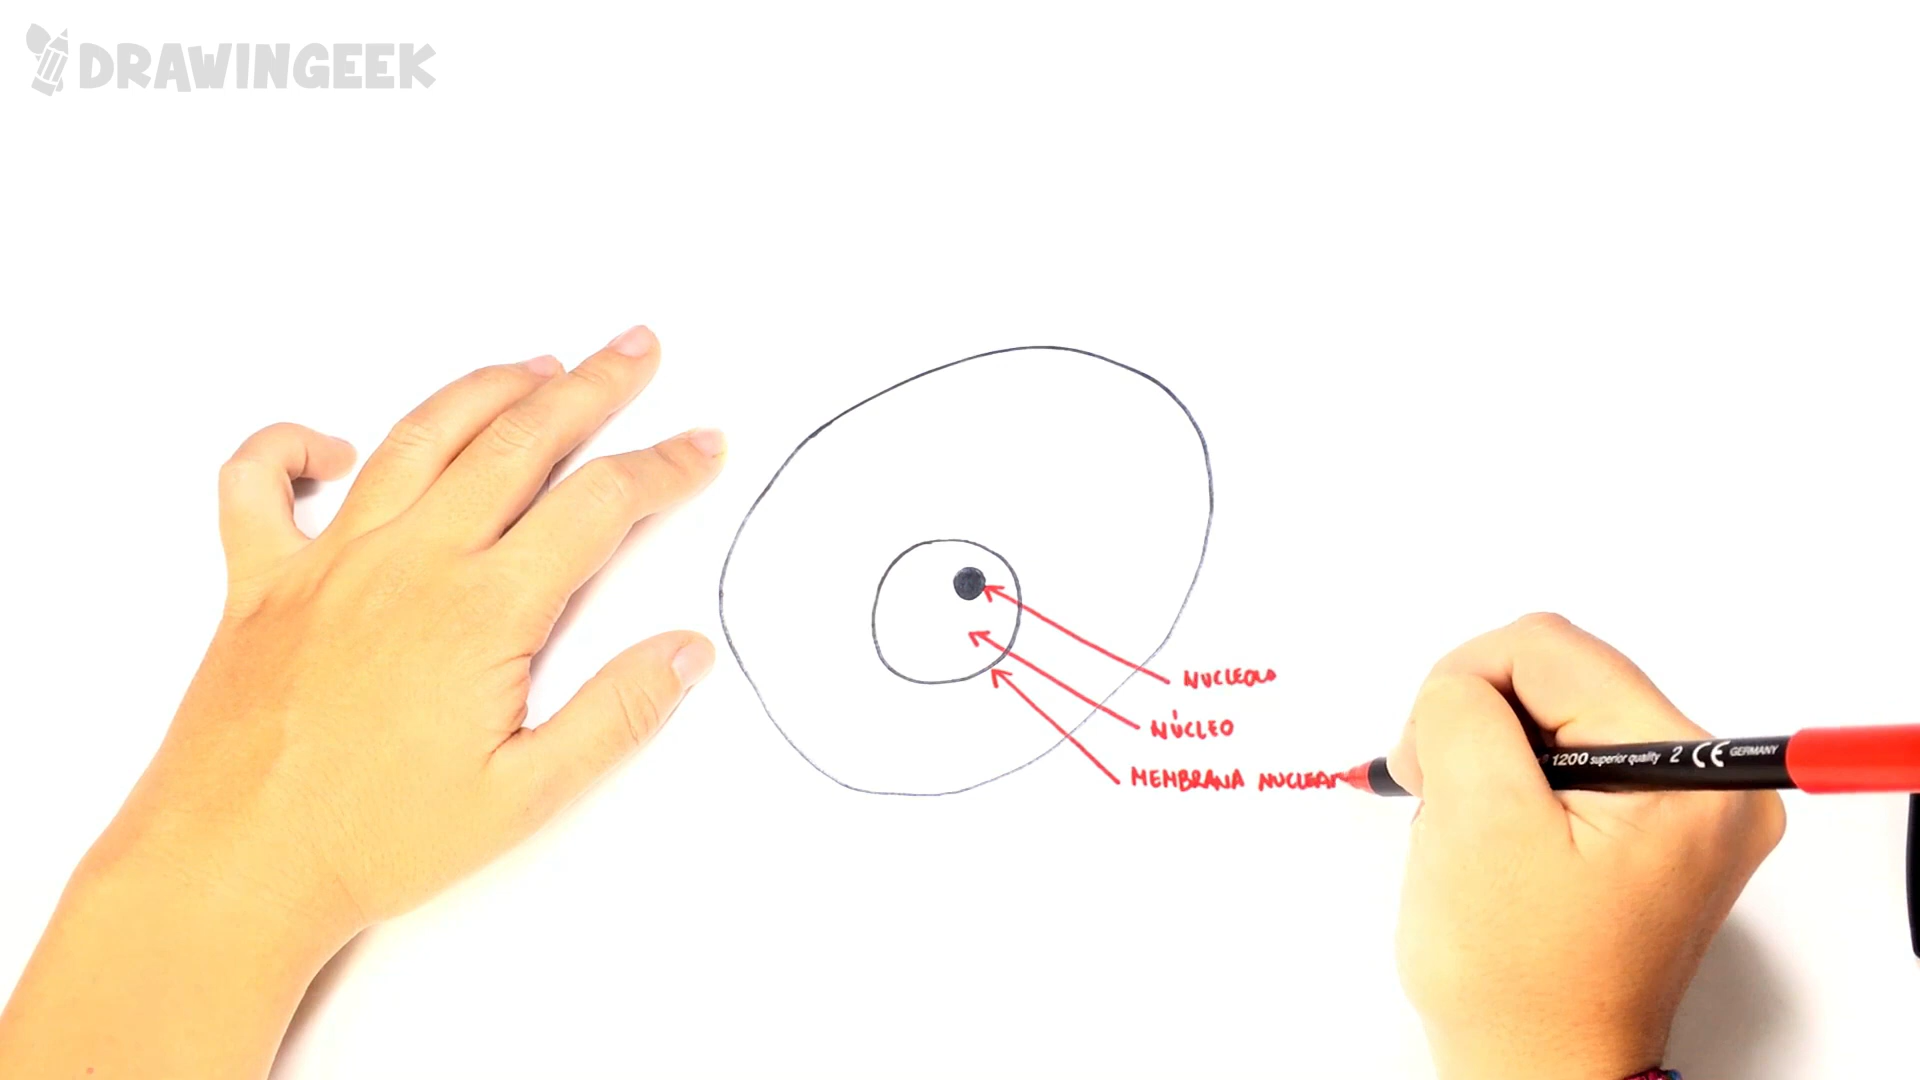 DRAWINGEEK
NUCLEOLO
NÚCLEO
MEMBRANA NUCLEAR
1200 superior quality 2 CE GERMANY